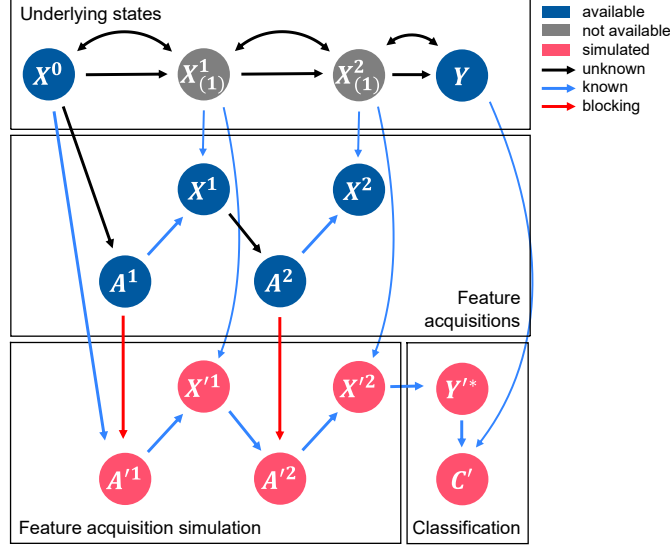 Underlying states
X⁰
X¹₍₁₎
X²₍₁₎
Y
available
not available
simulated
unknown
known
blocking
X¹
X²
A¹
A²
Feature
acquisitions
X′¹
X′²
Y′*
A′¹
A′²
C′
Feature acquisition simulation
Classification